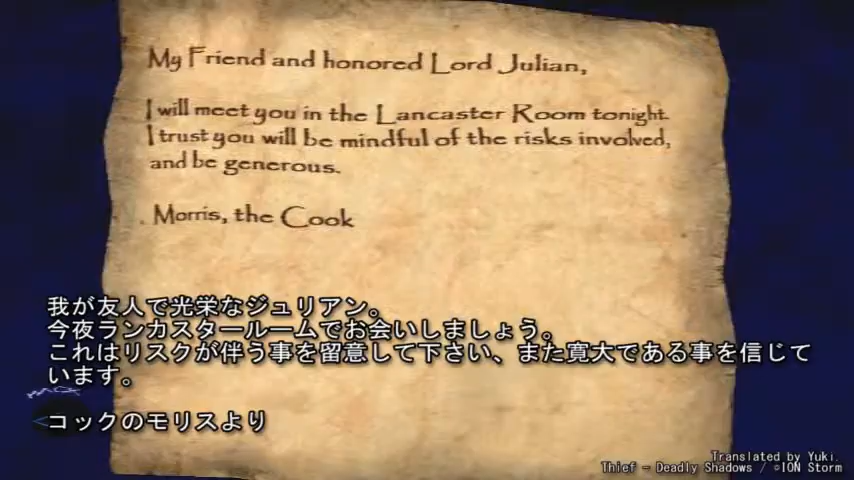 My Friend and honored Lord Julian,
I will meet you in the Lancaster Room tonight.
I trust you will be mindful of the risks involved,
and be generous.
Morris, the Cook
我が友人で光栄なジュリアン。
今夜ランカスタールームでお会いしましょう。
これはリスクが伴う事を留意して下さい、また寛大である事を信じて
います。
<コックのモリスより
Translated by Yuki.
Thief - Deadly Shadows / ©ION Storm